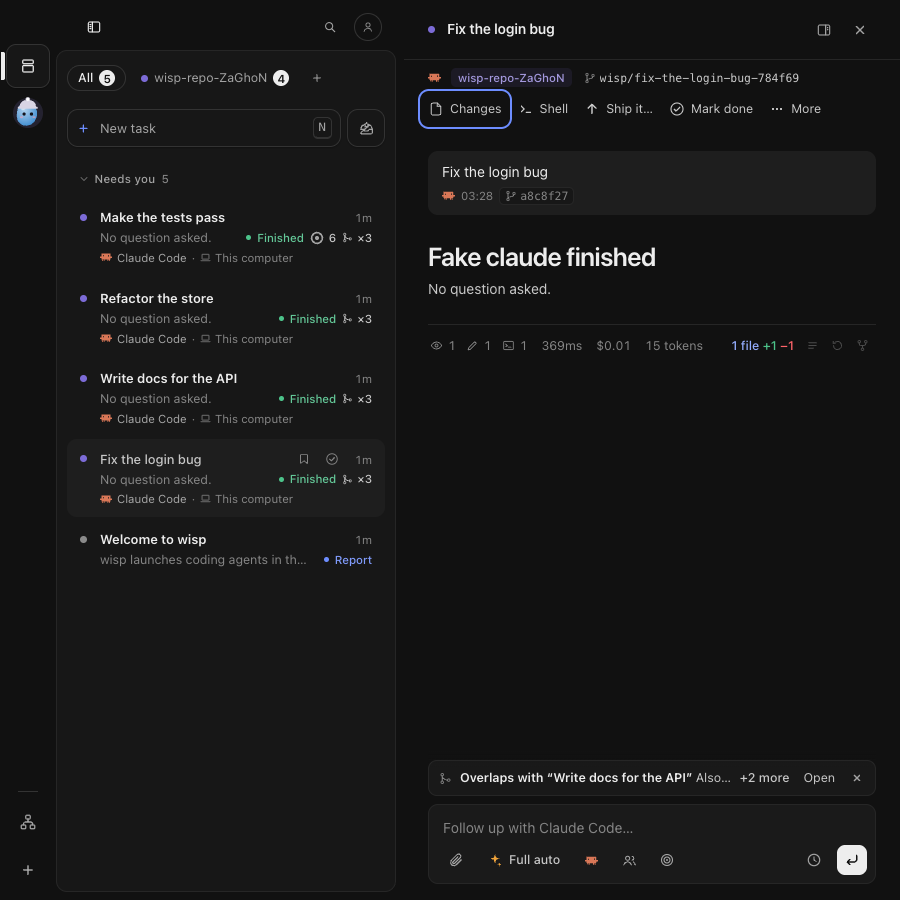 All 5 wisp-repo-ZaGhoN 4
New task N
Needs you 5
Make the tests pass 1m
No question asked. Finished 6 ×3
Claude Code · This computer
Refactor the store 1m
No question asked. Finished ×3
Claude Code · This computer
Write docs for the API 1m
No question asked. Finished ×3
Claude Code · This computer
Fix the login bug 1m
No question asked. Finished ×3
Claude Code · This computer
Welcome to wisp 1m
wisp launches coding agents in th... Report
Fix the login bug
wisp-repo-ZaGhoN wisp/fix-the-login-bug-784f69
Changes Shell Ship it... Mark done More
Fix the login bug
03:28 a8c8f27
Fake claude finished
No question asked.
1 1 1 369ms $0.01 15 tokens 1 file +1 −1
Overlaps with “Write docs for the API” Also... +2 more Open
Follow up with Claude Code...
Full auto